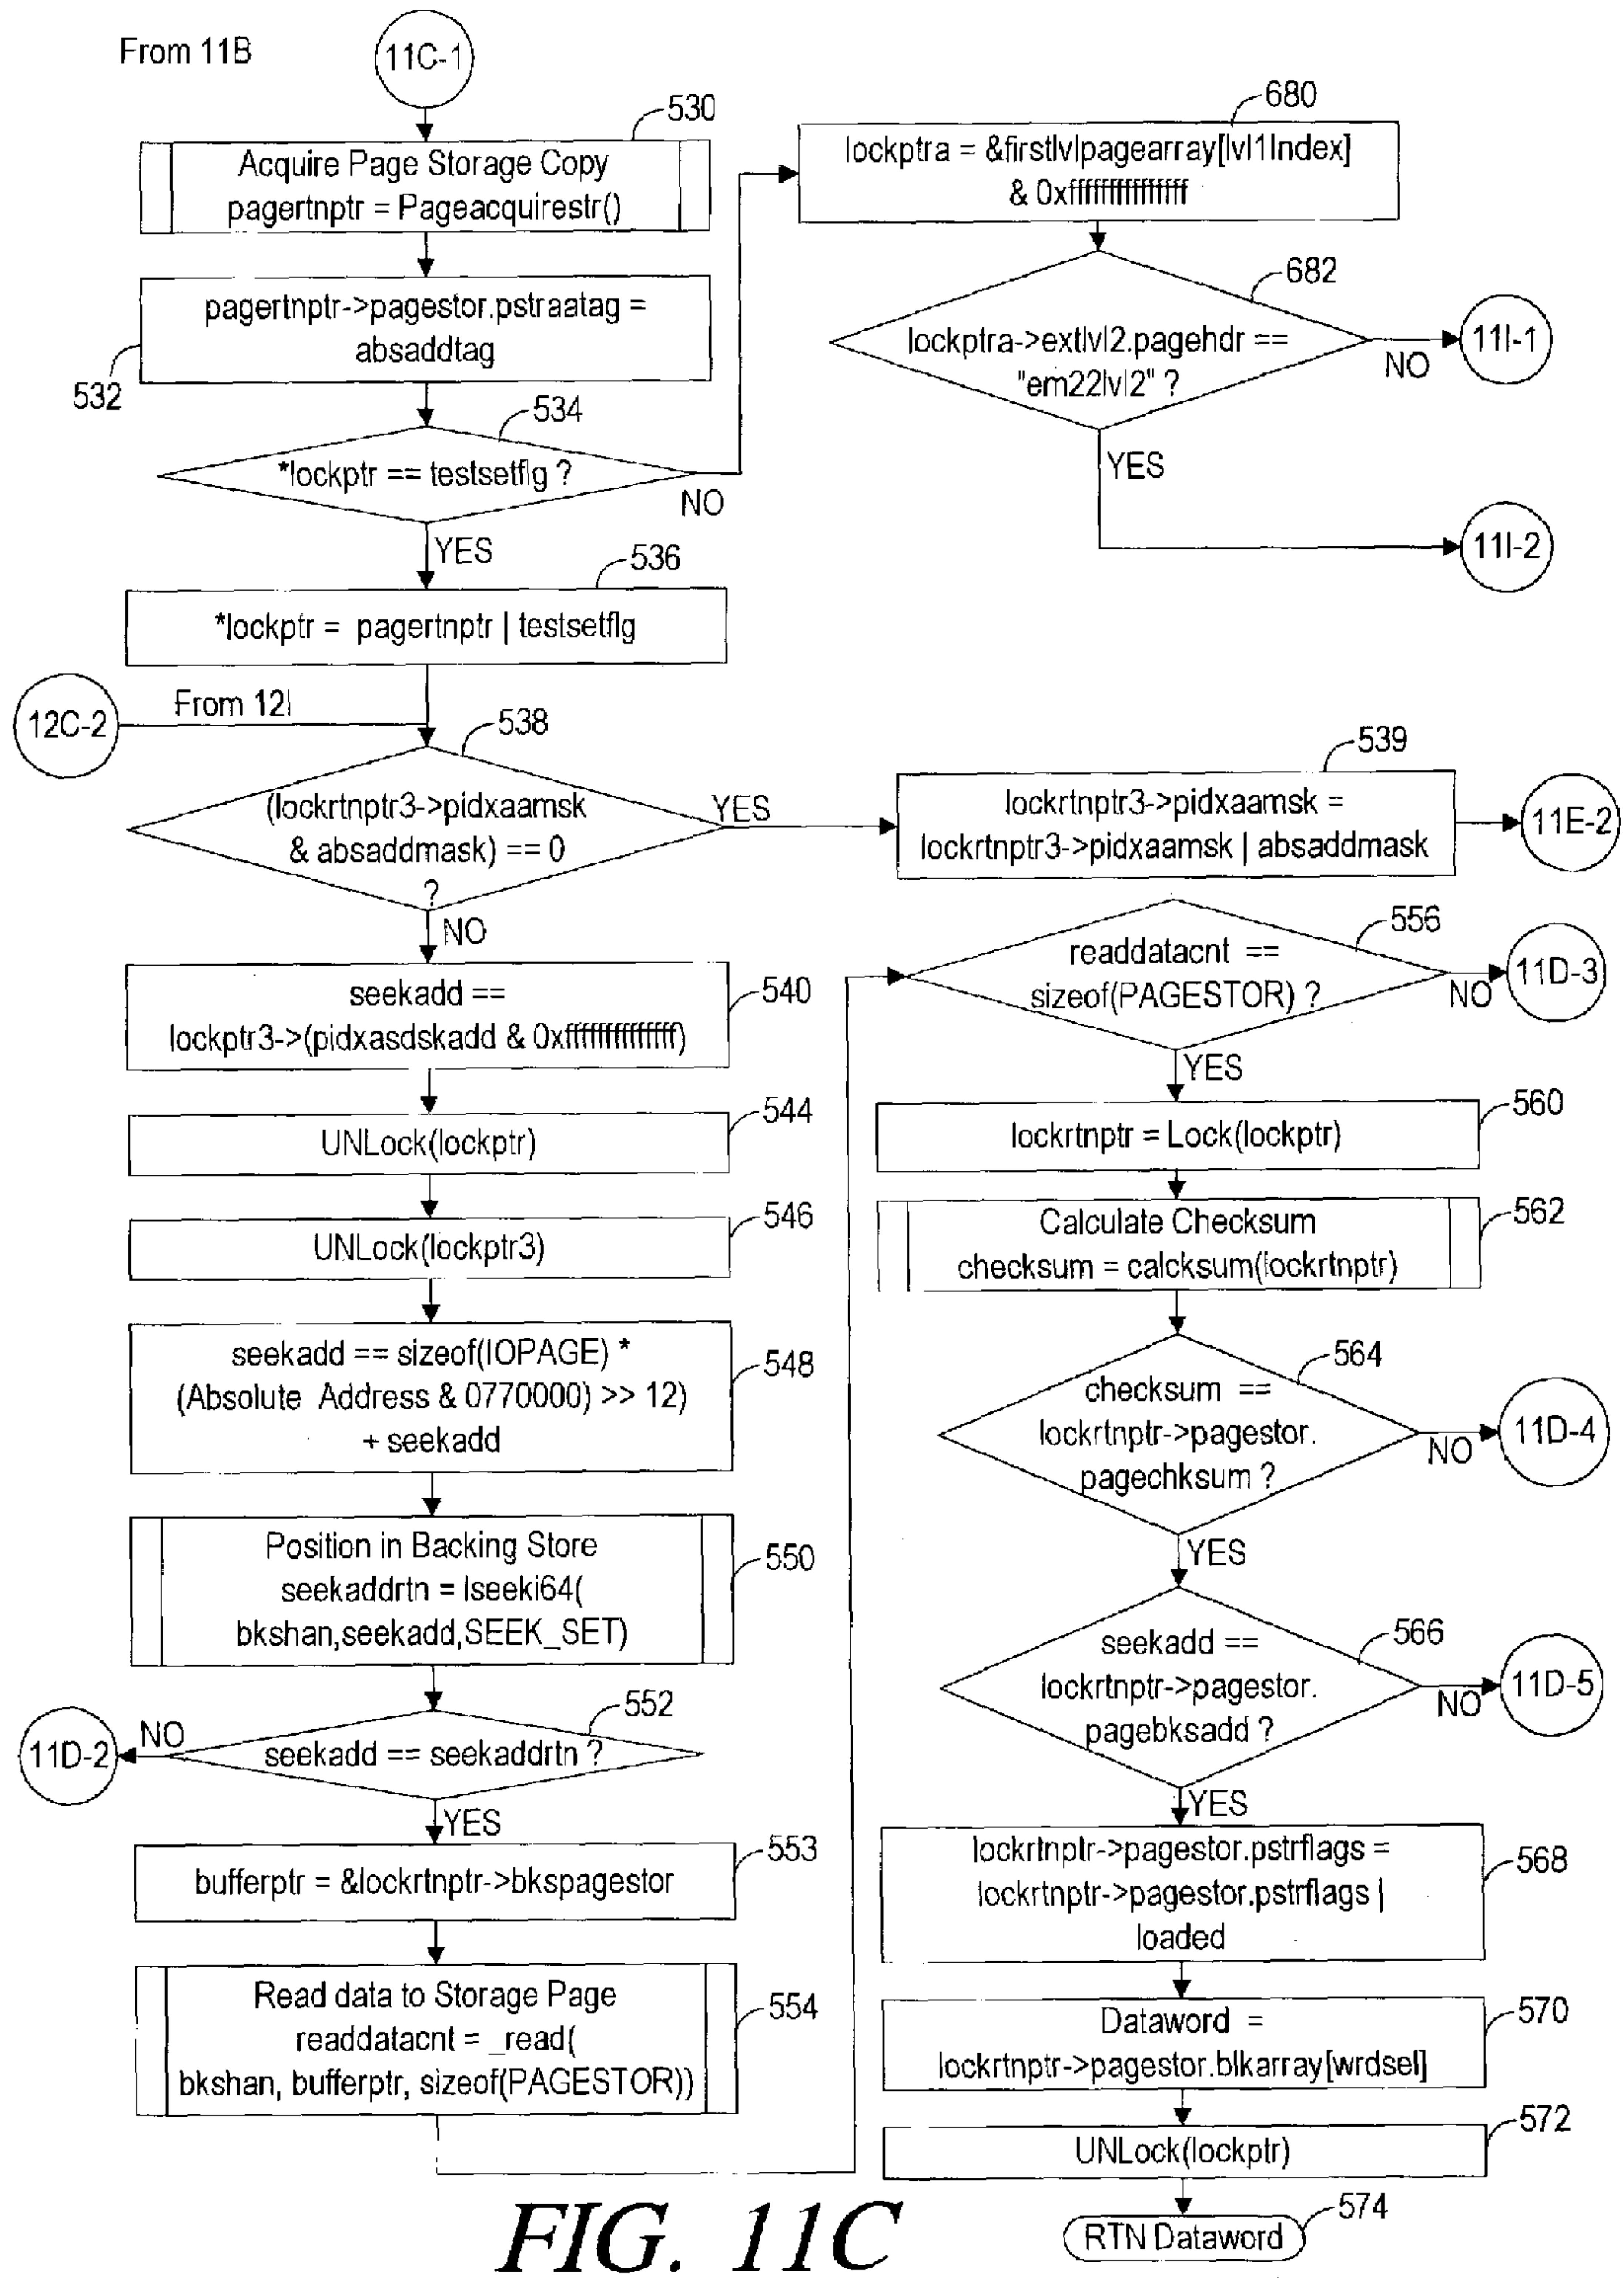 From 11B
11C-1
530
Acquire Page Storage Copy
pagertnptr = Pageacquirestr()
pagertnptr->pagestor.pstraatag =
absaddtag
532
534
*lockptr == testsetflg ?
NO
YES
680
lockptra = &firstlvlpagearray[lvl1Index]
& 0xfffffffffffffff
682
lockptra->extlvl2.pagehdr ==
"em22lvl2" ?
NO
11I-1
YES
11I-2
536
*lockptr = pagertnptr | testsetflg
12C-2
From 12I
538
(lockrtnptr3->pidxaamsk
& absaddmask) == 0
?
YES
NO
539
lockrtnptr3->pidxaamsk =
lockrtnptr3->pidxaamsk | absaddmask
11E-2
540
seekadd ==
lockptr3->(pidxasdskadd & 0xffffffffffffff)
544
UNLock(lockptr)
546
UNLock(lockptr3)
548
seekadd == sizeof(IOPAGE) *
(Absolute Address & 0770000) >> 12)
+ seekadd
550
Position in Backing Store
seekaddrtn = lseeki64(
bkshan,seekadd,SEEK_SET)
552
seekadd == seekaddrtn ?
NO
11D-2
YES
553
bufferptr = &lockrtnptr->bkspagestor
554
Read data to Storage Page
readdatacnt = _read(
bkshan, bufferptr, sizeof(PAGESTOR))
556
readdatacnt ==
sizeof(PAGESTOR) ?
NO
11D-3
YES
560
lockrtnptr = Lock(lockptr)
562
Calculate Checksum
checksum = calcksum(lockrtnptr)
564
checksum ==
lockrtnptr->pagestor.
pagechksum ?
NO
11D-4
YES
566
seekadd ==
lockrtnptr->pagestor.
pagebksadd ?
NO
11D-5
YES
568
lockrtnptr->pagestor.pstrflags =
lockrtnptr->pagestor.pstrflags |
loaded
570
Dataword =
lockrtnptr->pagestor.blkarray[wrdsel]
572
UNLock(lockptr)
574
RTN Dataword
FIG. 11C